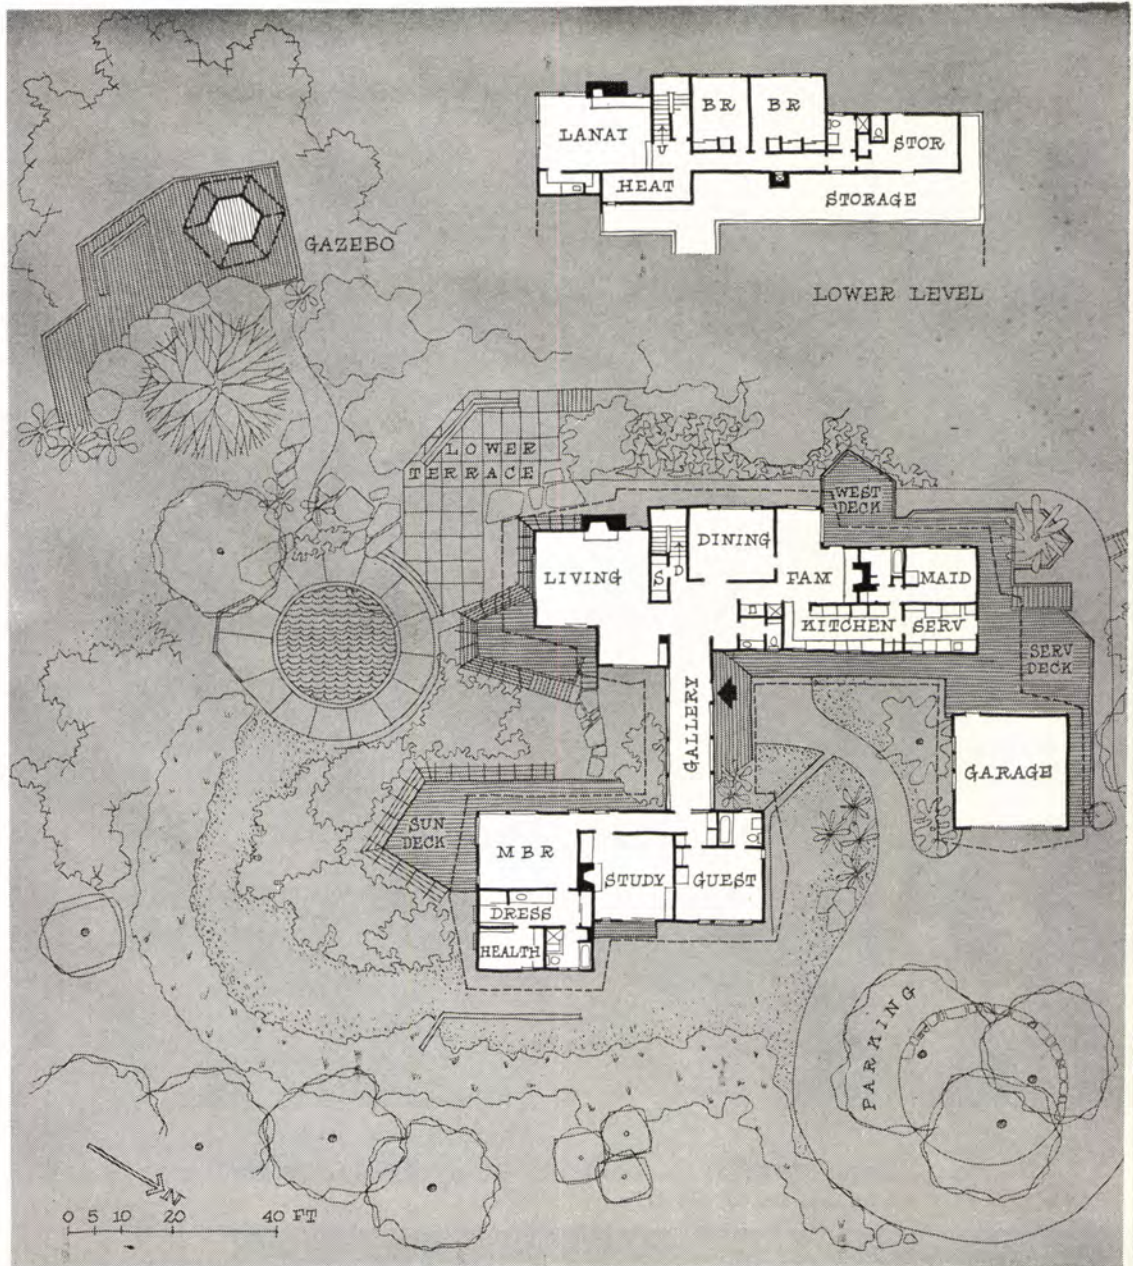 BR
BR
LANAI
U
STOR
HEAT
STORAGE
GAZEBO
LOWER LEVEL
LOWER
TERRACE
WEST
DECK
DINING
LIVING
S
D
FAM
MAID
KITCHEN
SERV
SERV
DECK
GALLERY
GARAGE
SUN
DECK
MBR
STUDY
GUEST
DRESS
HEALTH
PARKING
N
0 5 10 20 40 FT